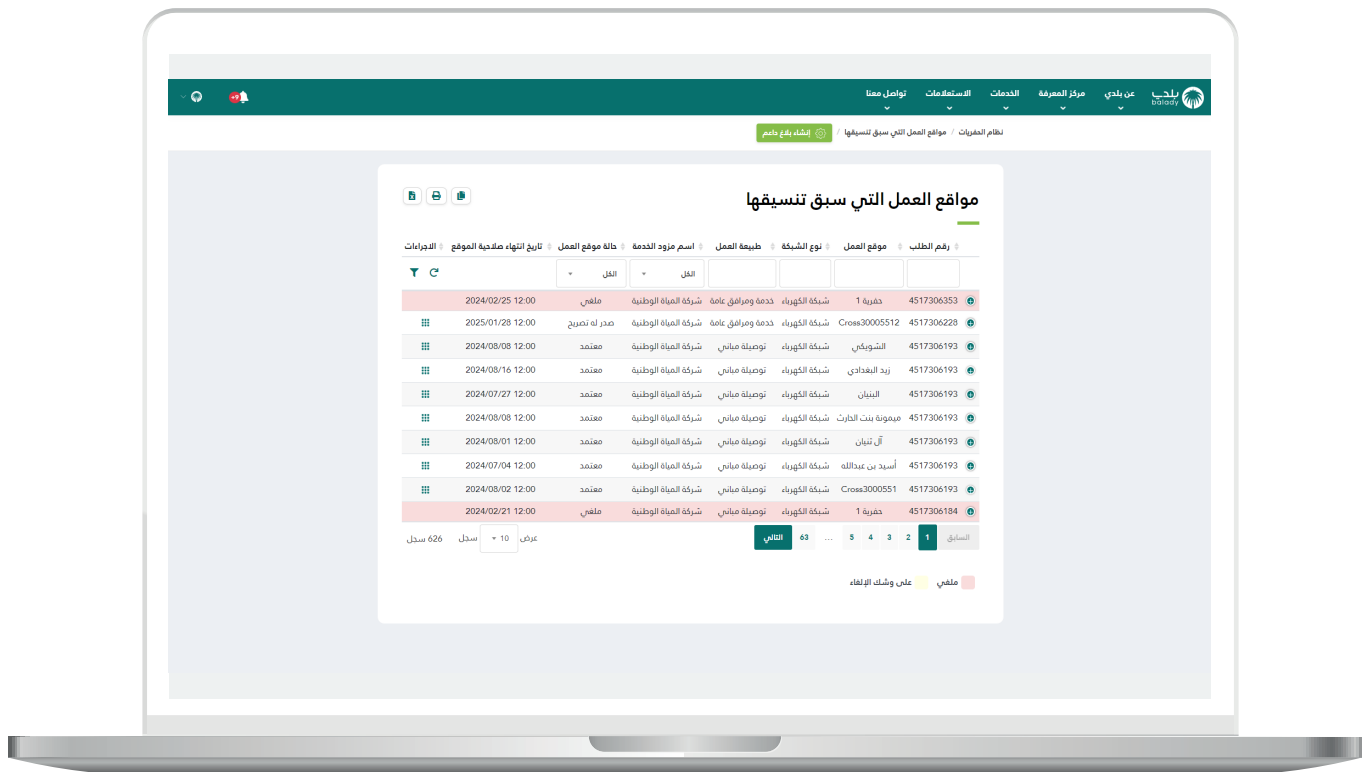 بلدي
balady
عن بلدي مركز المعرفة الخدمات الاستعلامات تواصل معنا
+9
نظام الحفريات / مواقع العمل التي سبق تنسيقها / إنشاء بلاغ داعم
مواقع العمل التي سبق تنسيقها
رقم الطلب موقع العمل نوع الشبكة طبيعة العمل اسم مزود الخدمة حالة موقع العمل تاريخ انتهاء صلاحية الموقع الاجراءات
الكل الكل
4517306353 حفرية 1 شبكة الكهرباء خدمة ومرافق عامة شركة المياة الوطنية ملغي 2024/02/25 12:00
4517306228 Cross30005512 شبكة الكهرباء خدمة ومرافق عامة شركة المياة الوطنية صدر له تصريح 2025/01/28 12:00
4517306193 الشويكي شبكة الكهرباء توصيلة مباني شركة المياة الوطنية معتمد 2024/08/08 12:00
4517306193 زيد البغدادي شبكة الكهرباء توصيلة مباني شركة المياة الوطنية معتمد 2024/08/16 12:00
4517306193 البنيان شبكة الكهرباء توصيلة مباني شركة المياة الوطنية معتمد 2024/07/27 12:00
4517306193 ميمونة بنت الحارث شبكة الكهرباء توصيلة مباني شركة المياة الوطنية معتمد 2024/08/08 12:00
4517306193 آل ثنيان شبكة الكهرباء توصيلة مباني شركة المياة الوطنية معتمد 2024/08/01 12:00
4517306193 أسيد بن عبدالله شبكة الكهرباء توصيلة مباني شركة المياة الوطنية معتمد 2024/07/04 12:00
4517306193 Cross3000551 شبكة الكهرباء توصيلة مباني شركة المياة الوطنية معتمد 2024/08/02 12:00
4517306184 حفرية 1 شبكة الكهرباء توصيلة مباني شركة المياة الوطنية ملغي 2024/02/21 12:00
السابق 1 2 3 4 5 ... 63 التالي عرض 10 سجل 626 سجل
ملغي على وشك الإلغاء